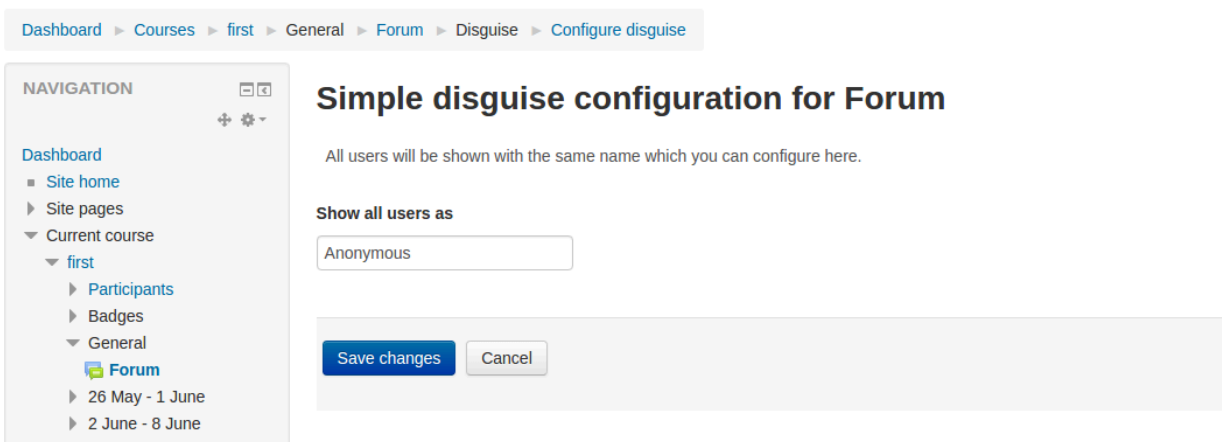 Dashboard ► Courses ► first ► General ► Forum ► Disguise ► Configure disguise
NAVIGATION
Dashboard
Site home
Site pages
Current course
first
Participants
Badges
General
Forum
26 May - 1 June
2 June - 8 June
Simple disguise configuration for Forum
All users will be shown with the same name which you can configure here.
Show all users as
Anonymous
Save changes Cancel